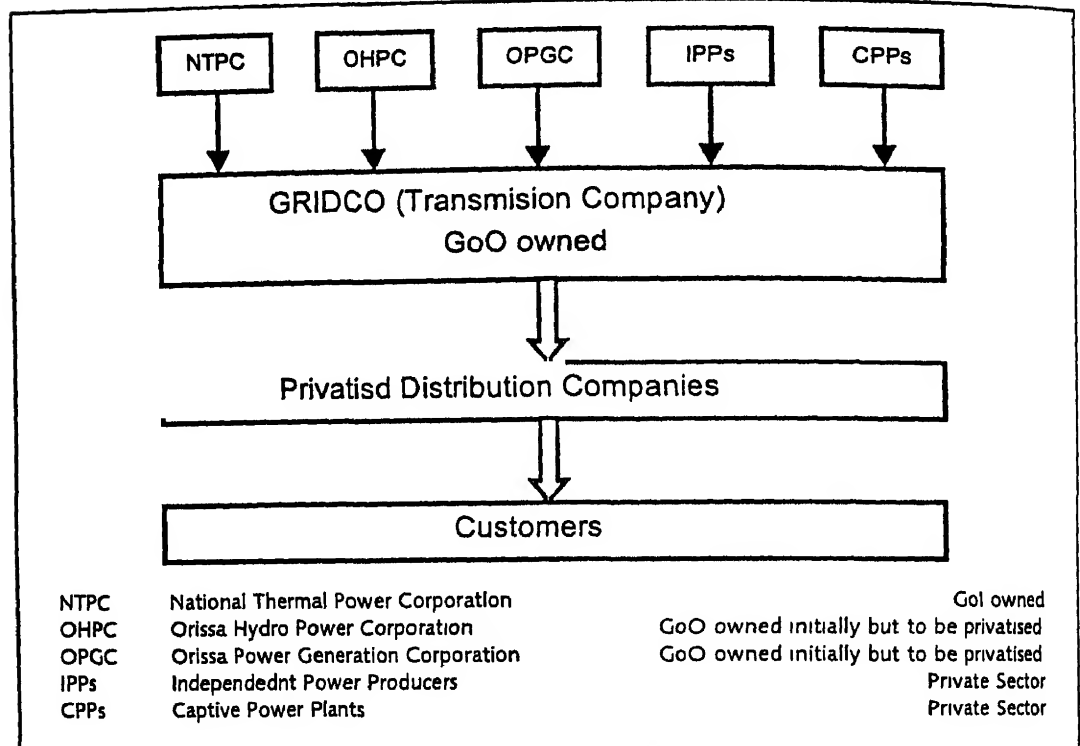 NTPC OHPC OPGC IPPs CPPs
GRIDCO (Transmision Company)
GoO owned
Privatisd Distribution Companies
Customers
NTPC National Thermal Power Corporation GoI owned
OHPC Orissa Hydro Power Corporation GoO owned initially but to be privatised
OPGC Orissa Power Generation Corporation GoO owned initially but to be privatised
IPPs Independednt Power Producers Private Sector
CPPs Captive Power Plants Private Sector